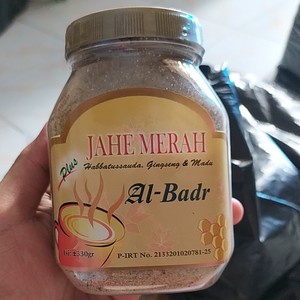 JAHE MERAH
Plus
Habbatussauda, Gingseng & Madu
Al-Badr
P-IRT No. 2153201020781-25